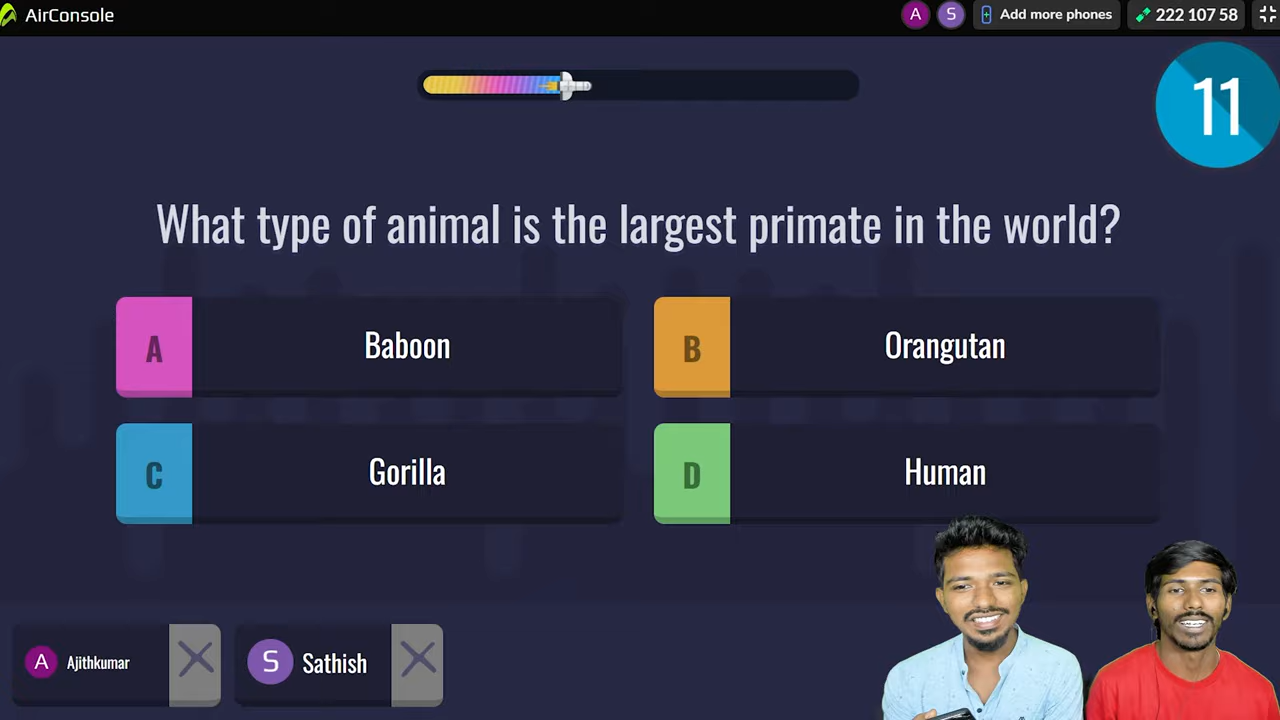 AirConsole
A S Add more phones 222 107 58
11
What type of animal is the largest primate in the world?
A Baboon
B Orangutan
C Gorilla
D Human
A Ajithkumar
S Sathish